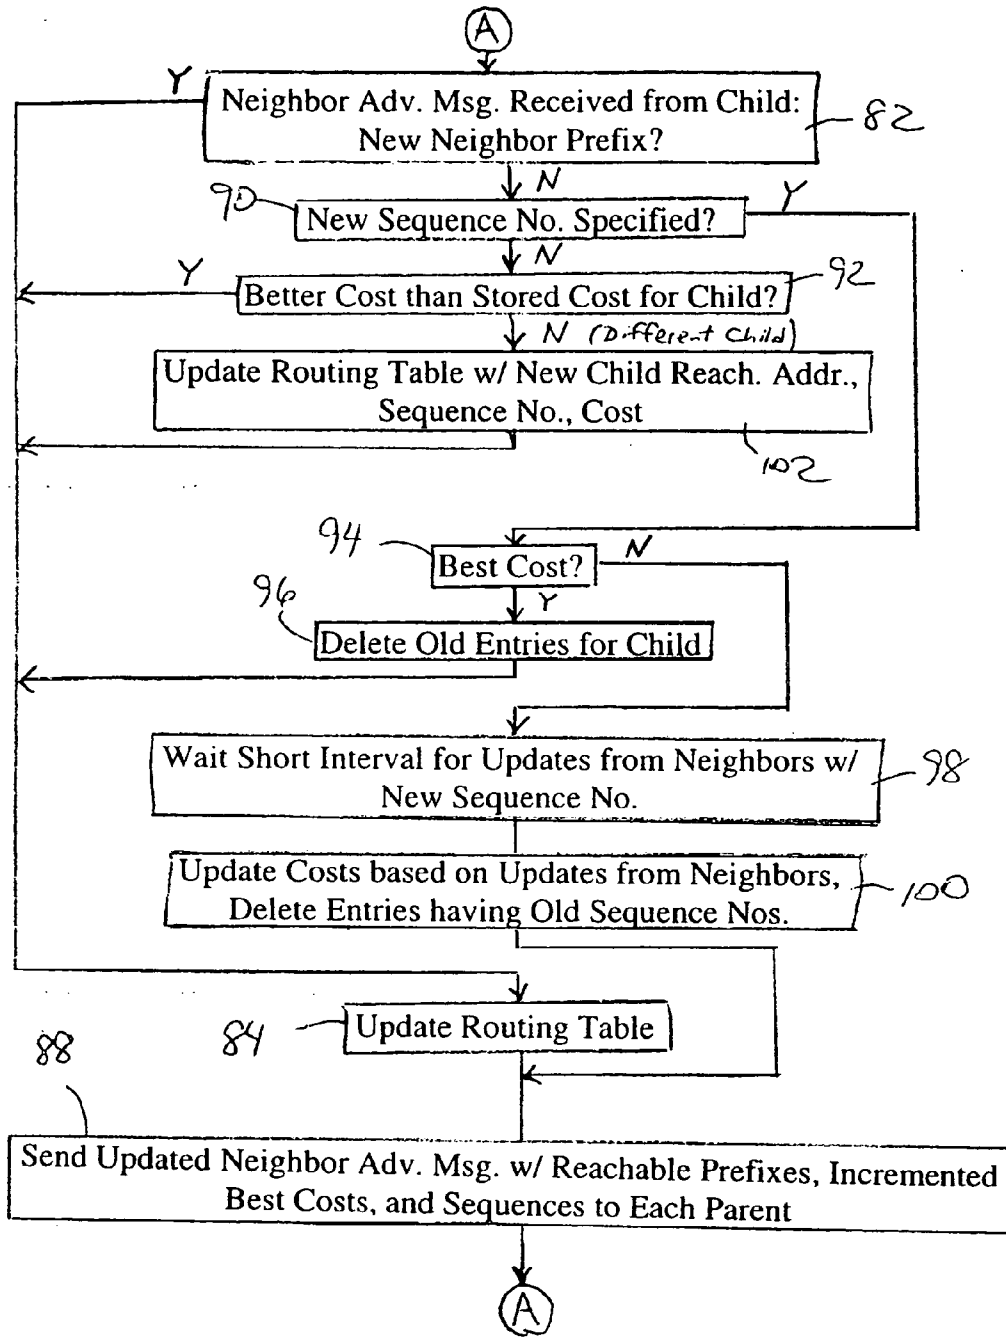 A
Y
Neighbor Adv. Msg. Received from Child:
New Neighbor Prefix?
82
N
90
New Sequence No. Specified?
Y
N
Y
Better Cost than Stored Cost for Child?
92
N (Different Child)
Update Routing Table w/ New Child Reach. Addr.,
Sequence No., Cost
102
94
Best Cost?
N
Y
96
Delete Old Entries for Child
Wait Short Interval for Updates from Neighbors w/
New Sequence No.
98
Update Costs based on Updates from Neighbors,
Delete Entries having Old Sequence Nos.
100
84
Update Routing Table
88
Send Updated Neighbor Adv. Msg. w/ Reachable Prefixes, Incremented
Best Costs, and Sequences to Each Parent
A